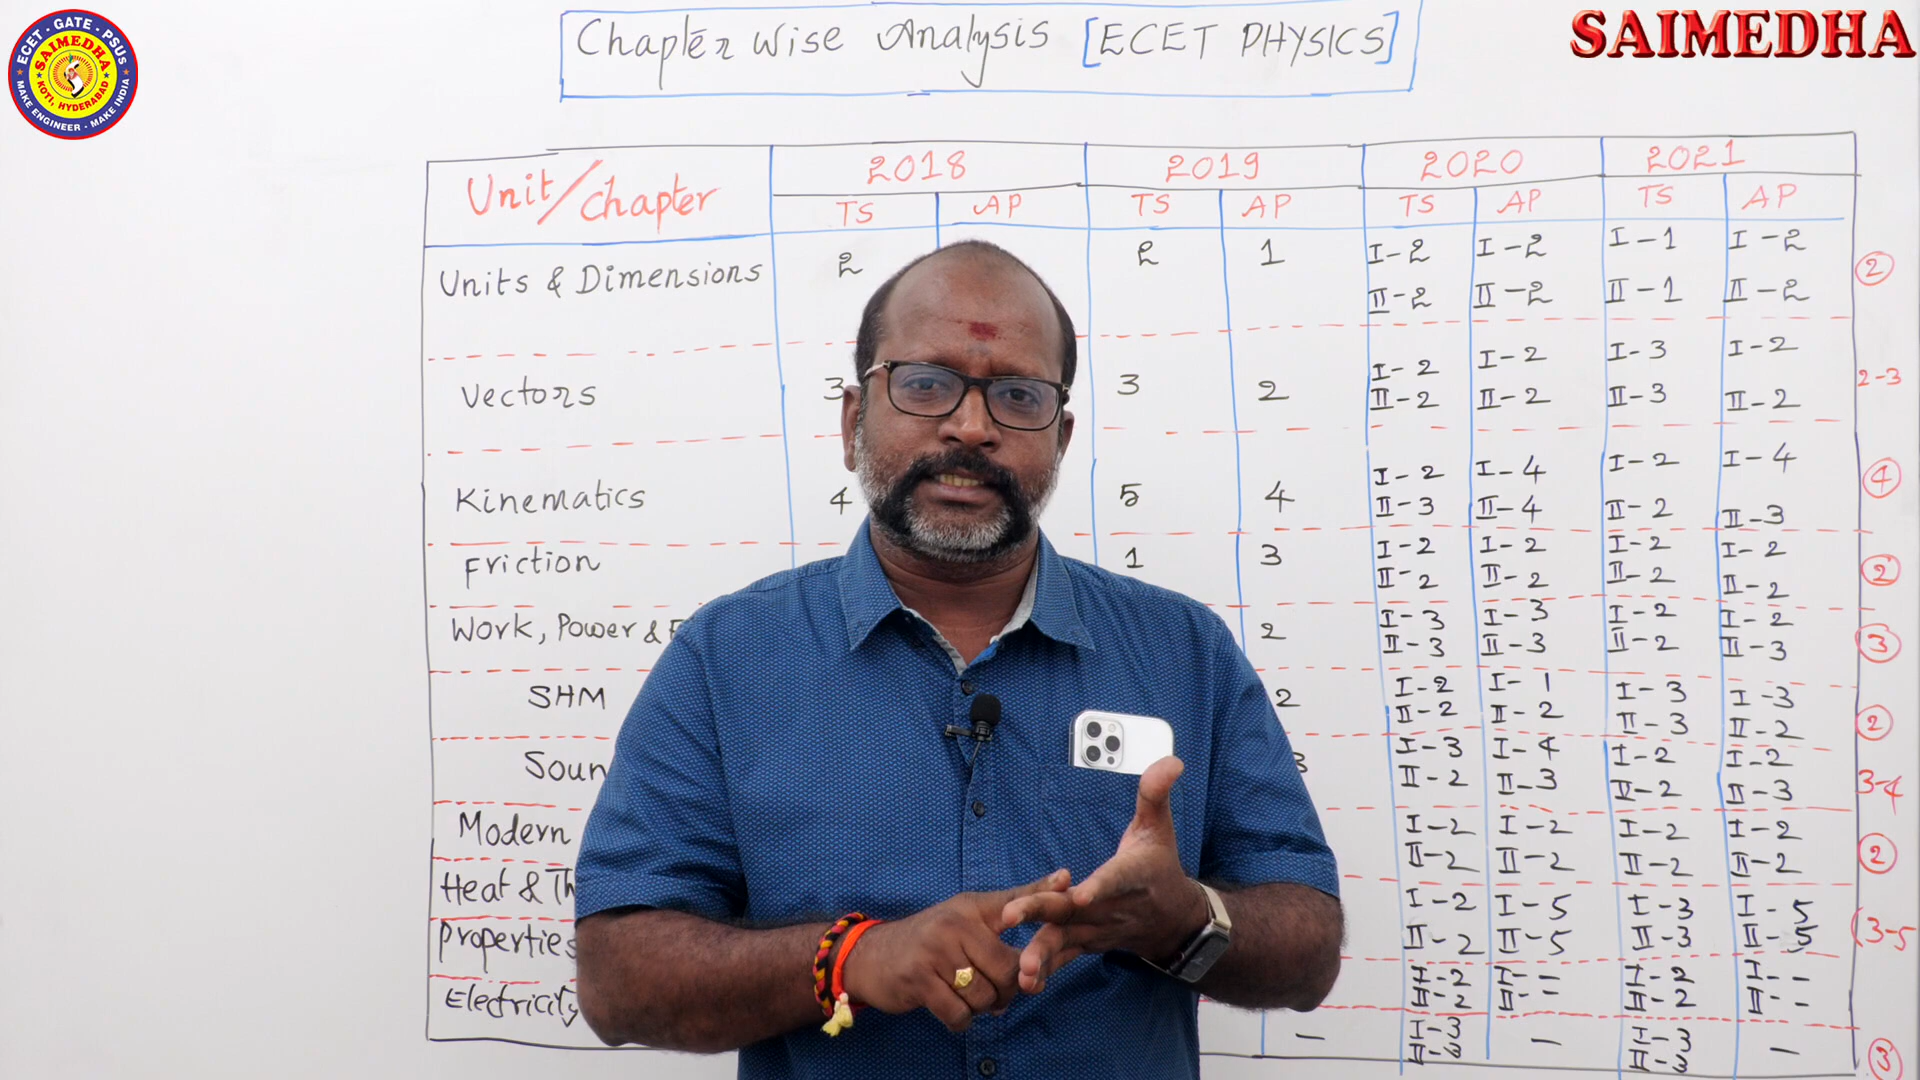 ECET - GATE - PSUS
SAIMEDHA
KOTI, HYDERABAD
MAKE ENGINEER - MAKE INDIA
SAIMEDHA
Chapter Wise Analysis [ECET PHYSICS]
Unit/Chapter 2018 2019 2020 2021
TS AP TS AP TS AP TS AP
Units & Dimensions 2 2 1 I-2 I-2 I-1 I-2 2
II-2 II-2 II-1 II-2
Vectors 3 3 2 I-2 I-2 I-3 I-2 2-3
II-2 II-2 II-3 II-2
Kinematics 4 5 4 I-2 I-4 I-2 I-4 4
II-3 II-4 II-2 II-3
Friction 1 3 I-2 I-2 I-2 I-2 2
II-2 II-2 II-2 II-2
Work, Power & 2 I-3 I-3 I-2 I-2 3
II-3 II-3 II-2 II-3
SHM 2 I-2 I-1 I-3 I-3 2
II-2 II-2 II-3 II-2
Soun 3 I-3 I-4 I-2 I-2 3-4
II-2 II-3 II-2 II-3
Modern I-2 I-2 I-2 I-2 2
II-2 II-2 II-2 II-2
Heat & Th I-2 I-5 I-3 I-5 (3-5
Properties II-2 II-5 II-3 II-5
Electricity I-2 I-- I-2 I--
II-2 II-- II-2 II--
- I-3 - I-3 - 3
II-3 II-3